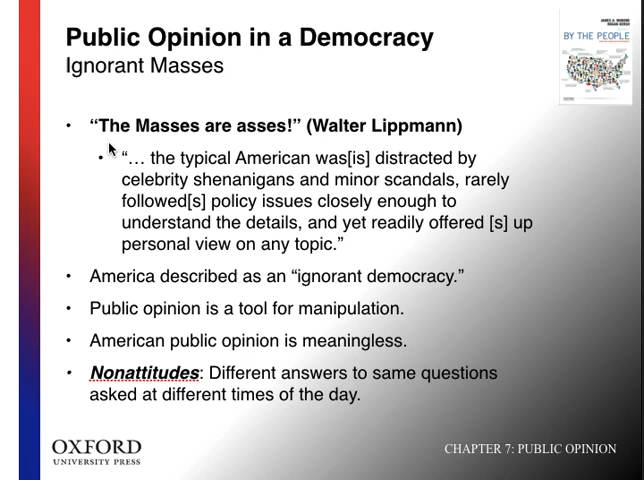 Public Opinion in a Democracy
Ignorant Masses
JAMES A. MORONE
ROGAN KERSH
BY THE PEOPLE
• “The Masses are asses!” (Walter Lippmann)
• “… the typical American was[is] distracted by
celebrity shenanigans and minor scandals, rarely
followed[s] policy issues closely enough to
understand the details, and yet readily offered [s] up
personal view on any topic.”
• America described as an “ignorant democracy.”
• Public opinion is a tool for manipulation.
• American public opinion is meaningless.
• Nonattitudes: Different answers to same questions
asked at different times of the day.
OXFORD
UNIVERSITY PRESS
CHAPTER 7: PUBLIC OPINION